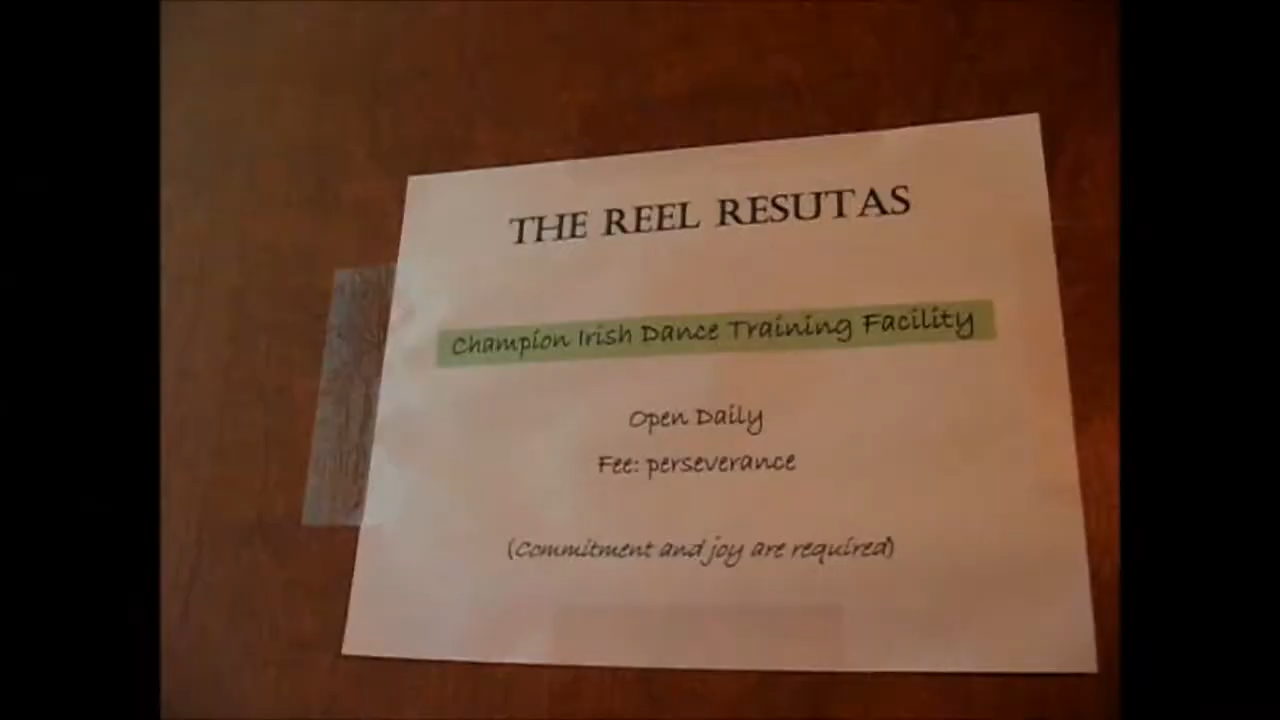 THE REEL RESUTAS
Champion Irish Dance Training Facility
Open Daily
Fee: perseverance
(Commitment and joy are required)